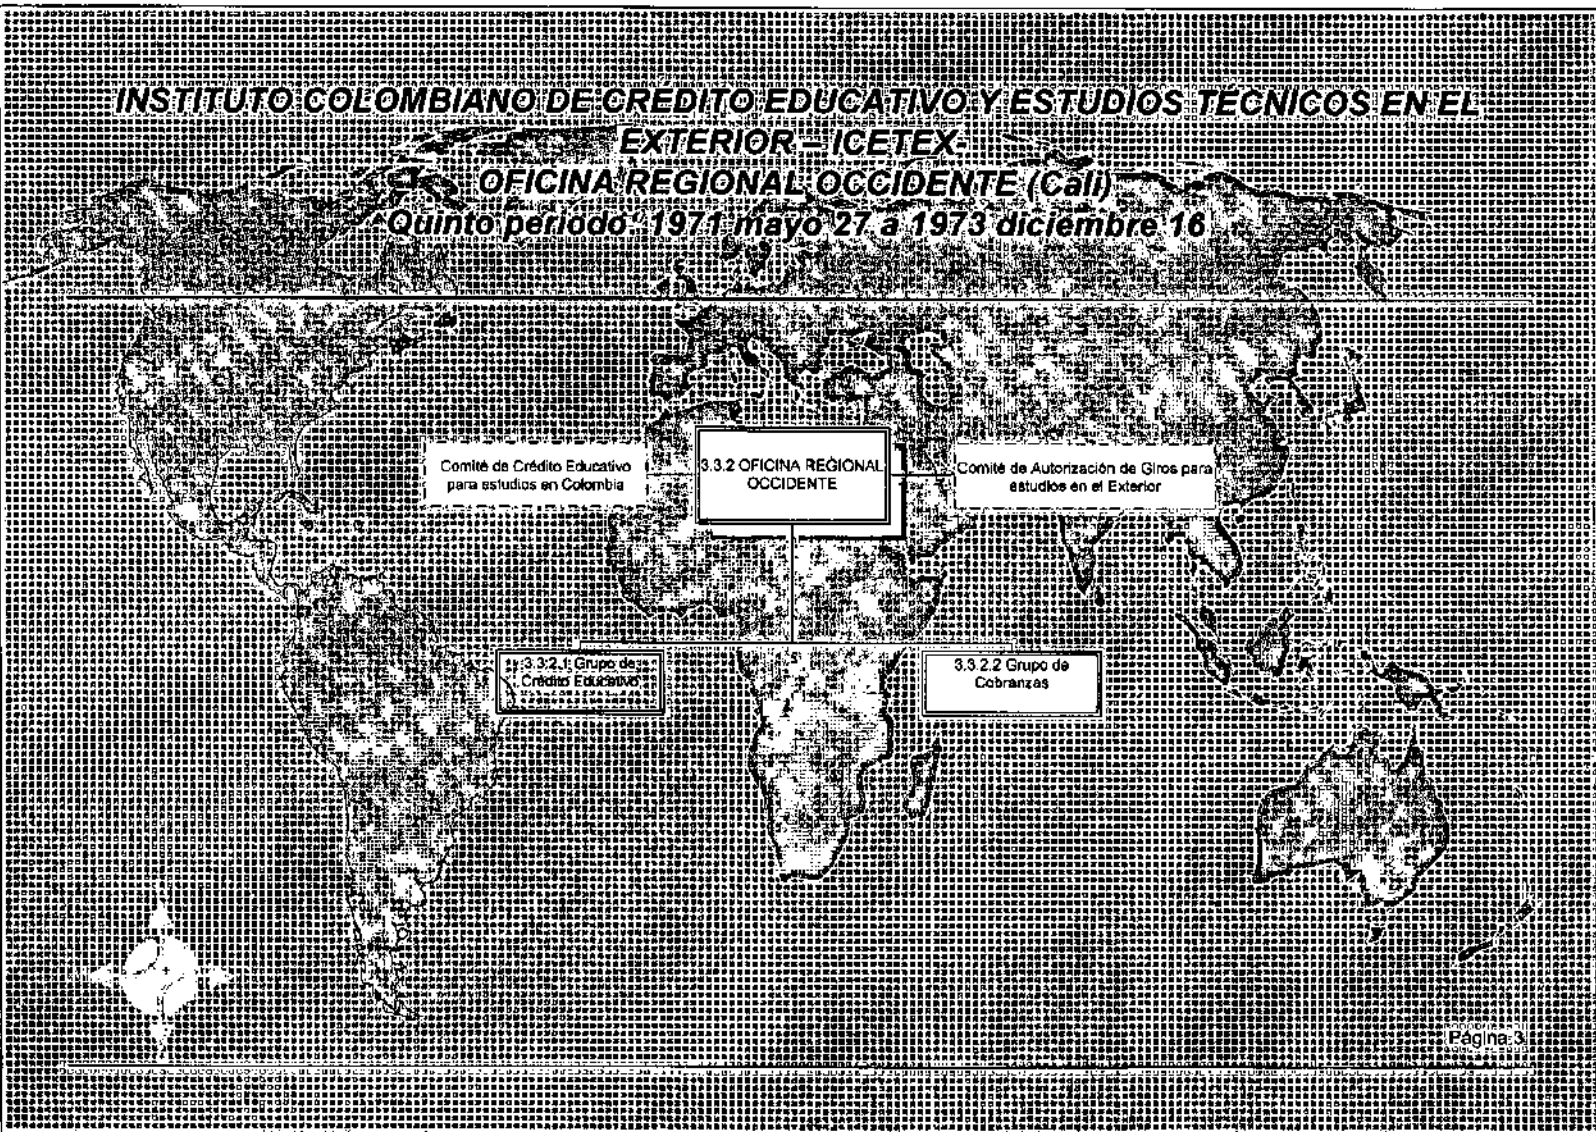 INSTITUTO COLOMBIANO DE CRÉDITO EDUCATIVO Y ESTUDIOS TÉCNICOS EN EL
EXTERIOR – ICETEX-
OFICINA REGIONAL OCCIDENTE (Cali)
Quinto período: 1971 mayo 27 a 1973 diciembre 16
Comité de Crédito Educativo
para estudios en Colombia
3.3.2 OFICINA REGIONAL
OCCIDENTE
Comité de Autorización de Giros para
estudios en el Exterior
3.3.2.1 Grupo de
Crédito Educativo
3.3.2.2 Grupo de
Cobranzas
Página 3